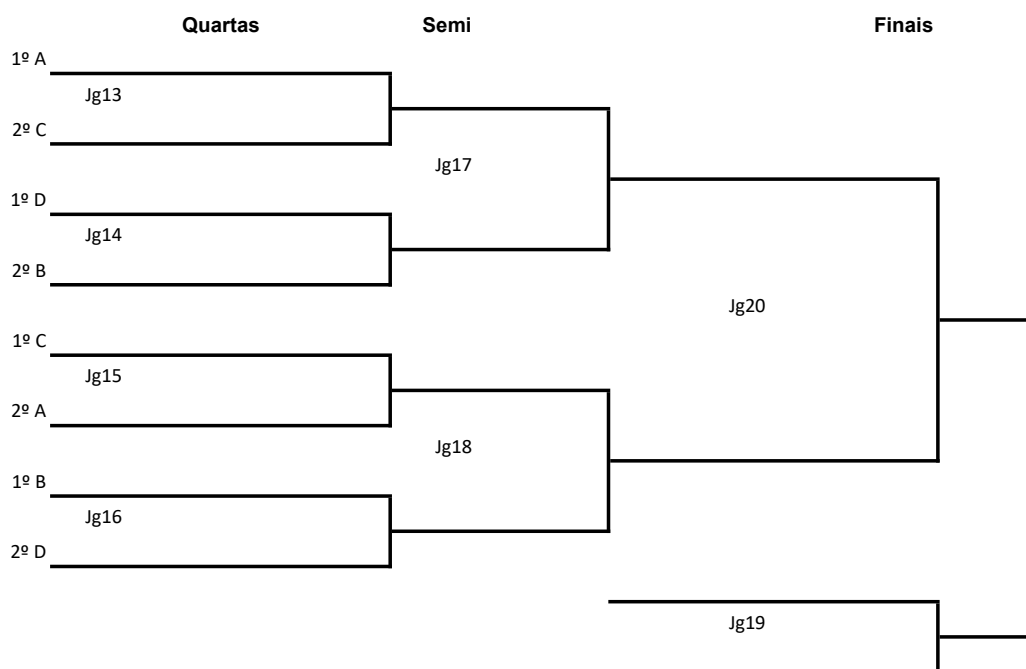 Quartas Semi Finais
1º A
Jg13
2º C
Jg17
1º D
Jg14
2º B
Jg20
1º C
Jg15
2º A
Jg18
1º B
Jg16
2º D
Jg19